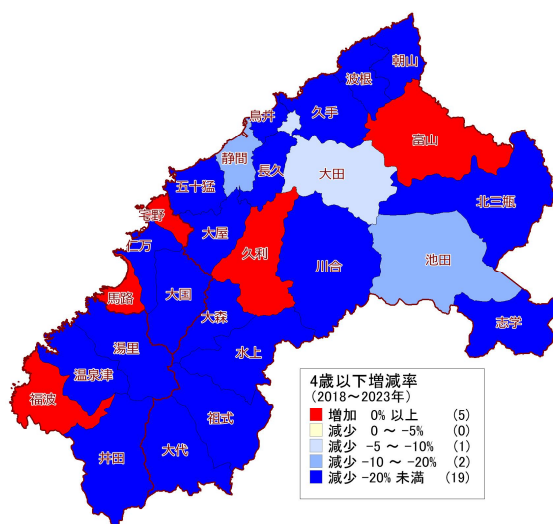 朝山
波根
鳥井
久手
静間
富山
大田
長久
五十猛
北三瓶
宅野
大屋
仁万
久利
池田
川合
馬路
大国
大森
志学
水上
湯里
温泉津
福波
祖式
井田
大代
4歳以下増減率
(2018～2023年)
増加 0% 以上 (5)
減少 0 ～ -5% (0)
減少 -5 ～ -10% (1)
減少 -10 ～ -20% (2)
減少 -20% 未満 (19)